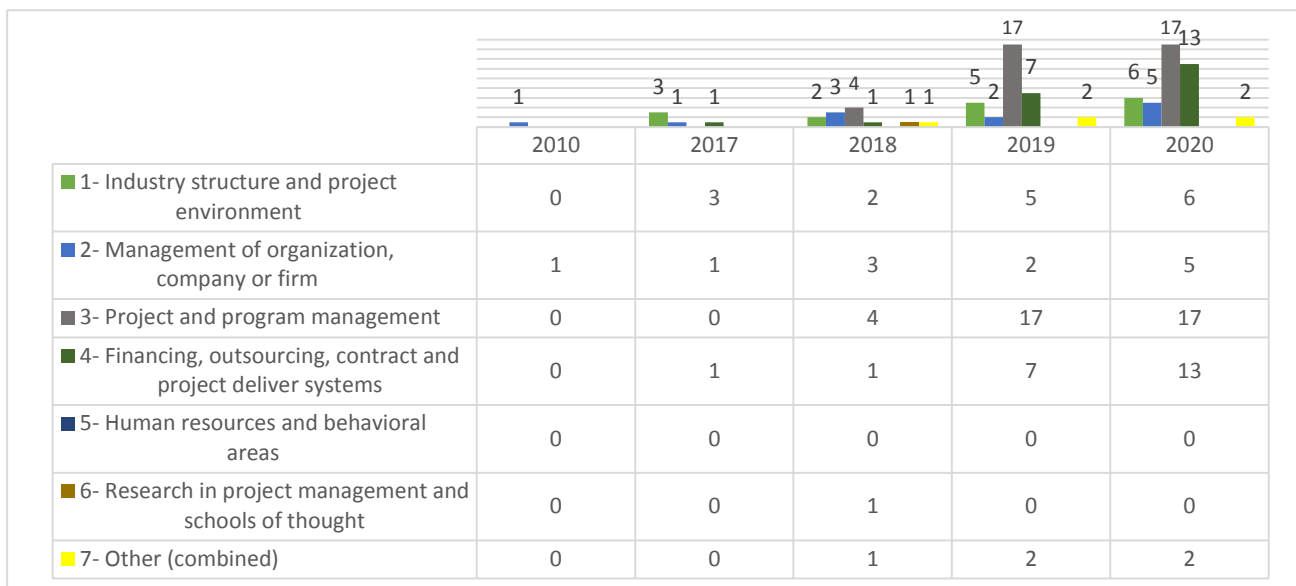 17 17
13
5 7 6 5
3 2 3 4 2 2
1 1 1 1 1 1
2010 2017 2018 2019 2020
1- Industry structure and project
environment 0 3 2 5 6
2- Management of organization,
company or firm 1 1 3 2 5
3- Project and program management 0 0 4 17 17
4- Financing, outsourcing, contract and
project deliver systems 0 1 1 7 13
5- Human resources and behavioral
areas 0 0 0 0 0
6- Research in project management and
schools of thought 0 0 1 0 0
7- Other (combined) 0 0 1 2 2